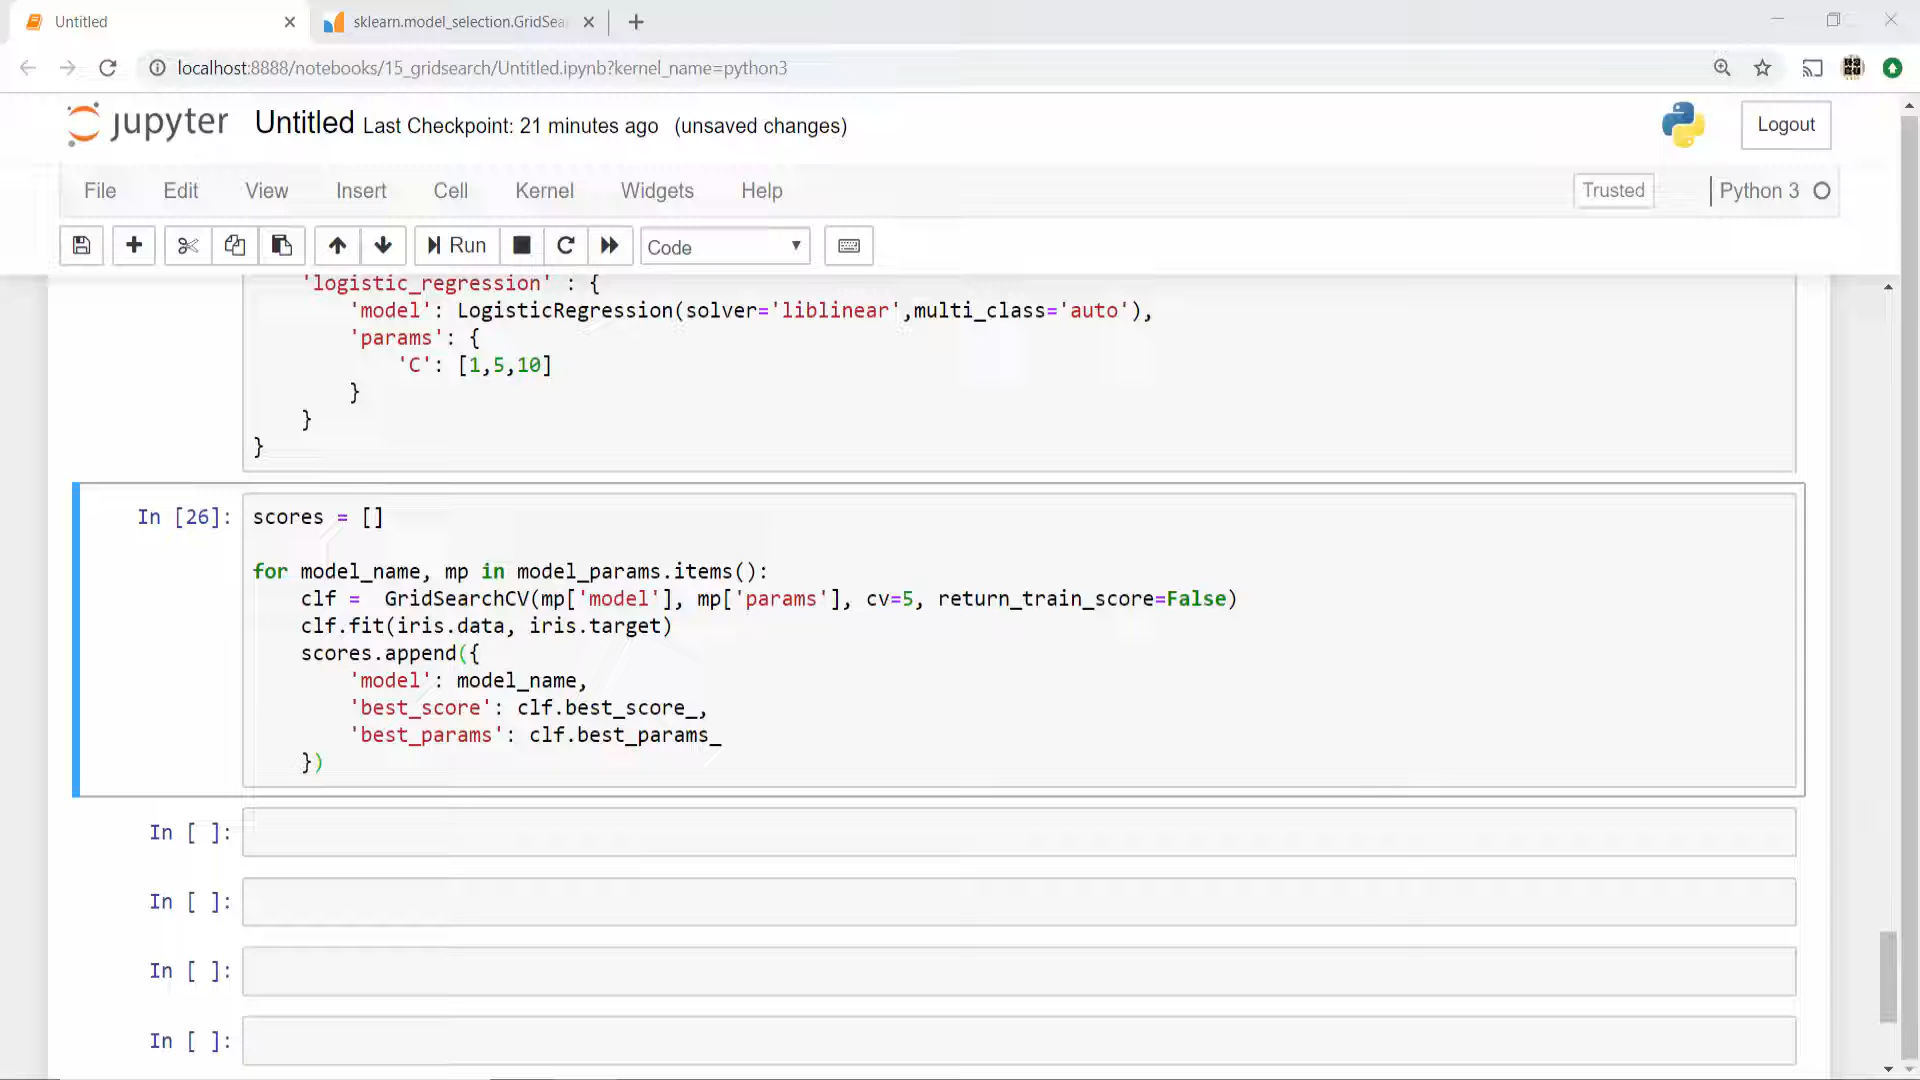 Untitled
sklearn.model_selection.GridSea
localhost:8888/notebooks/15_gridsearch/Untitled.ipynb?kernel_name=python3
jupyter Untitled Last Checkpoint: 21 minutes ago (unsaved changes)
Logout
File Edit View Insert Cell Kernel Widgets Help
Trusted
Python 3
Run
Code
'logistic_regression' : {
'model': LogisticRegression(solver='liblinear',multi_class='auto'),
'params': {
'C': [1,5,10]
}
}
}
In [26]: scores = []
for model_name, mp in model_params.items():
clf =  GridSearchCV(mp['model'], mp['params'], cv=5, return_train_score=False)
clf.fit(iris.data, iris.target)
scores.append({
'model': model_name,
'best_score': clf.best_score_,
'best_params': clf.best_params_
})
In [ ]:
In [ ]:
In [ ]:
In [ ]: